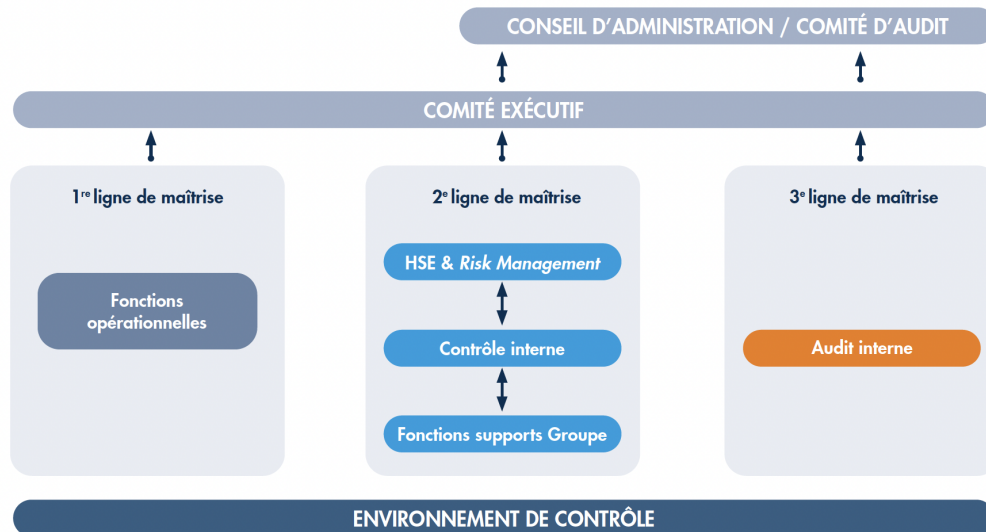 CONSEIL D’ADMINISTRATION / COMITÉ D’AUDIT
COMITÉ EXÉCUTIF
1re ligne de maîtrise
Fonctions
opérationnelles
2e ligne de maîtrise
HSE & Risk Management
Contrôle interne
Fonctions supports Groupe
3e ligne de maîtrise
Audit interne
ENVIRONNEMENT DE CONTRÔLE